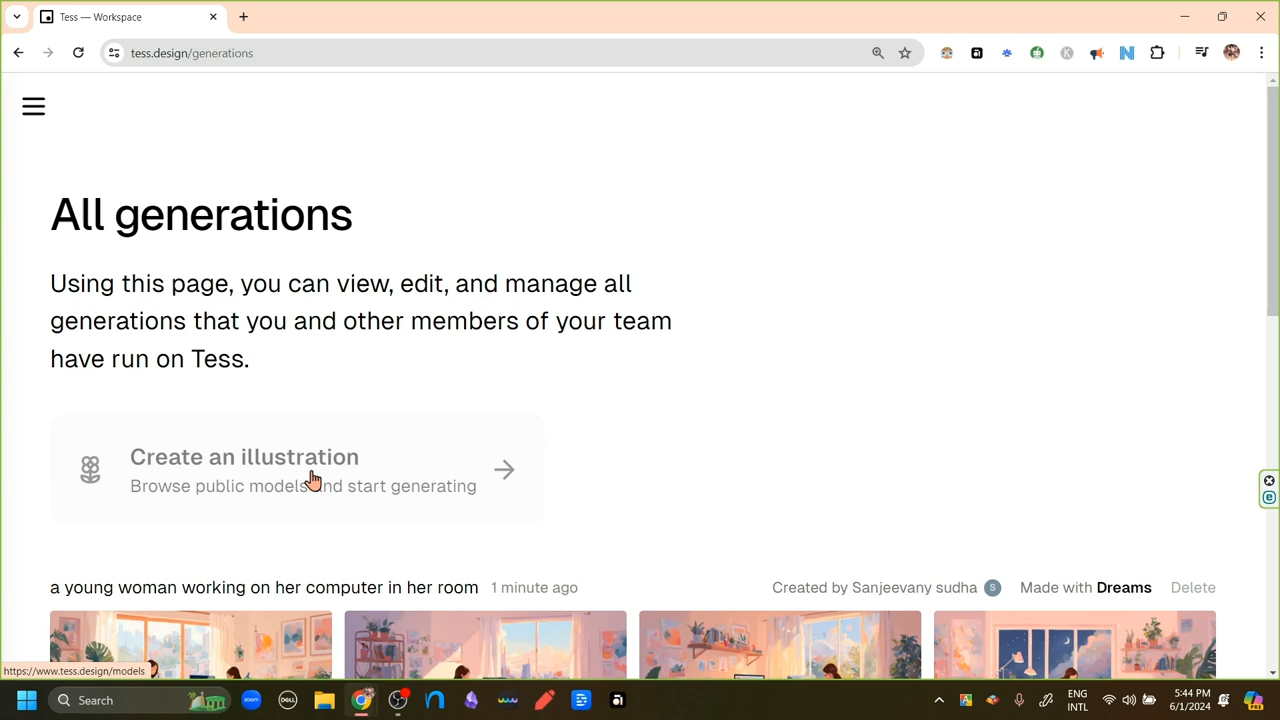 Tess — Workspace
tess.design/generations
All generations
Using this page, you can view, edit, and manage all
generations that you and other members of your team
have run on Tess.
Create an illustration
Browse public models and start generating
a young woman working on her computer in her room 1 minute ago Created by Sanjeevany sudha S Made with Dreams Delete
https://www.tess.design/models
Search
zoom
DELL
ENG
INTL
5:44 PM
6/1/2024